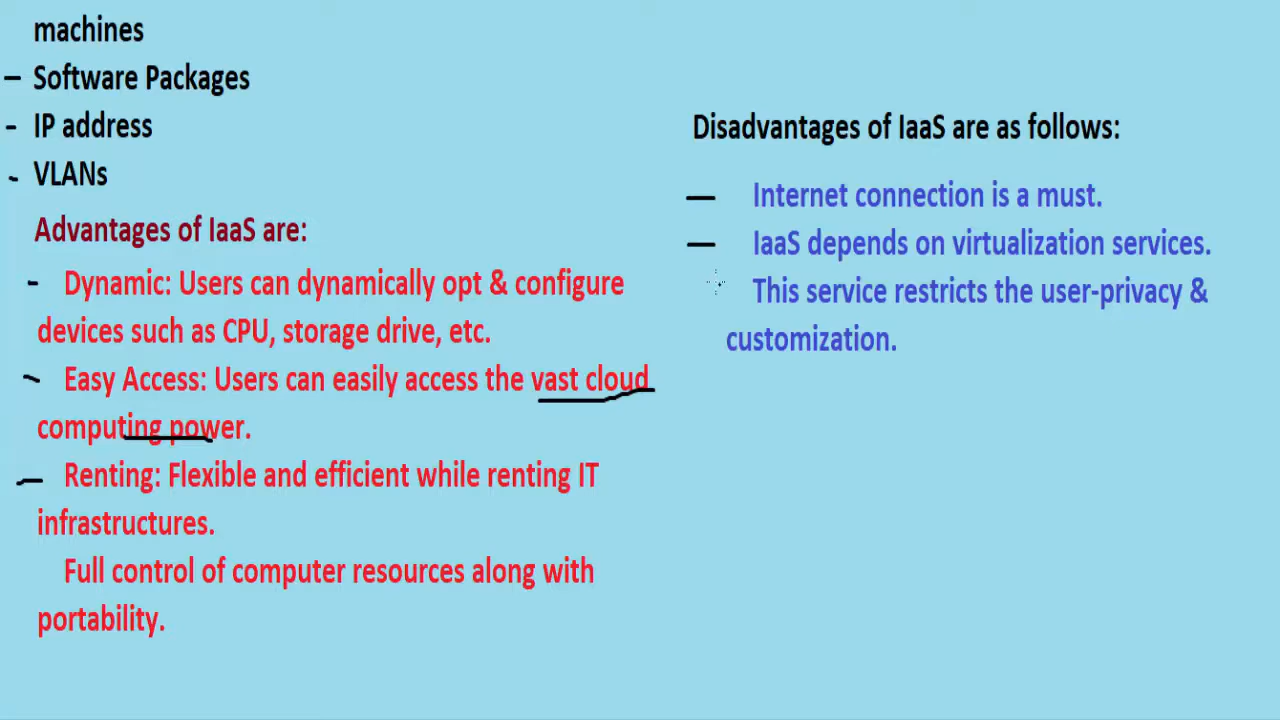 machines
- Software Packages
- IP address
- VLANs
Advantages of IaaS are:
- Dynamic: Users can dynamically opt & configure
devices such as CPU, storage drive, etc.
- Easy Access: Users can easily access the vast cloud
computing power.
- Renting: Flexible and efficient while renting IT
infrastructures.
Full control of computer resources along with
portability.
Disadvantages of IaaS are as follows:
- Internet connection is a must.
- IaaS depends on virtualization services.
This service restricts the user-privacy &
customization.